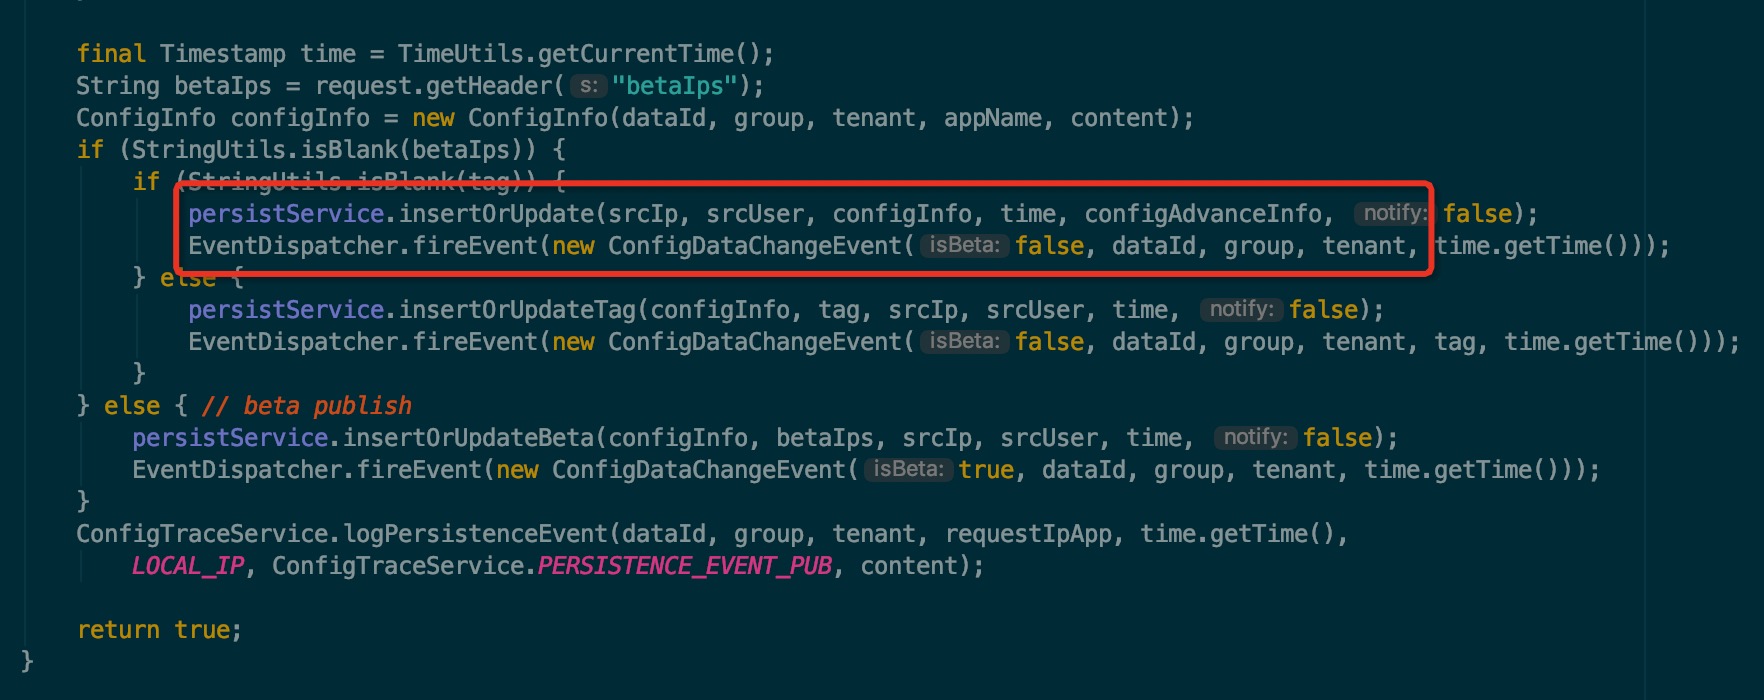 final Timestamp time = TimeUtils.getCurrentTime();
String betaIps = request.getHeader( s: "betaIps");
ConfigInfo configInfo = new ConfigInfo(dataId, group, tenant, appName, content);
if (StringUtils.isBlank(betaIps)) {
if (StringUtils.isBlank(tag)) {
persistService.insertOrUpdate(srcIp, srcUser, configInfo, time, configAdvanceInfo, notify: false);
EventDispatcher.fireEvent(new ConfigDataChangeEvent( isBeta: false, dataId, group, tenant, time.getTime()));
} else {
persistService.insertOrUpdateTag(configInfo, tag, srcIp, srcUser, time, notify: false);
EventDispatcher.fireEvent(new ConfigDataChangeEvent( isBeta: false, dataId, group, tenant, tag, time.getTime()));
}
} else { // beta publish
persistService.insertOrUpdateBeta(configInfo, betaIps, srcIp, srcUser, time, notify: false);
EventDispatcher.fireEvent(new ConfigDataChangeEvent( isBeta: true, dataId, group, tenant, time.getTime()));
}
ConfigTraceService.logPersistenceEvent(dataId, group, tenant, requestIpApp, time.getTime(),
LOCAL_IP, ConfigTraceService.PERSISTENCE_EVENT_PUB, content);
return true;
}